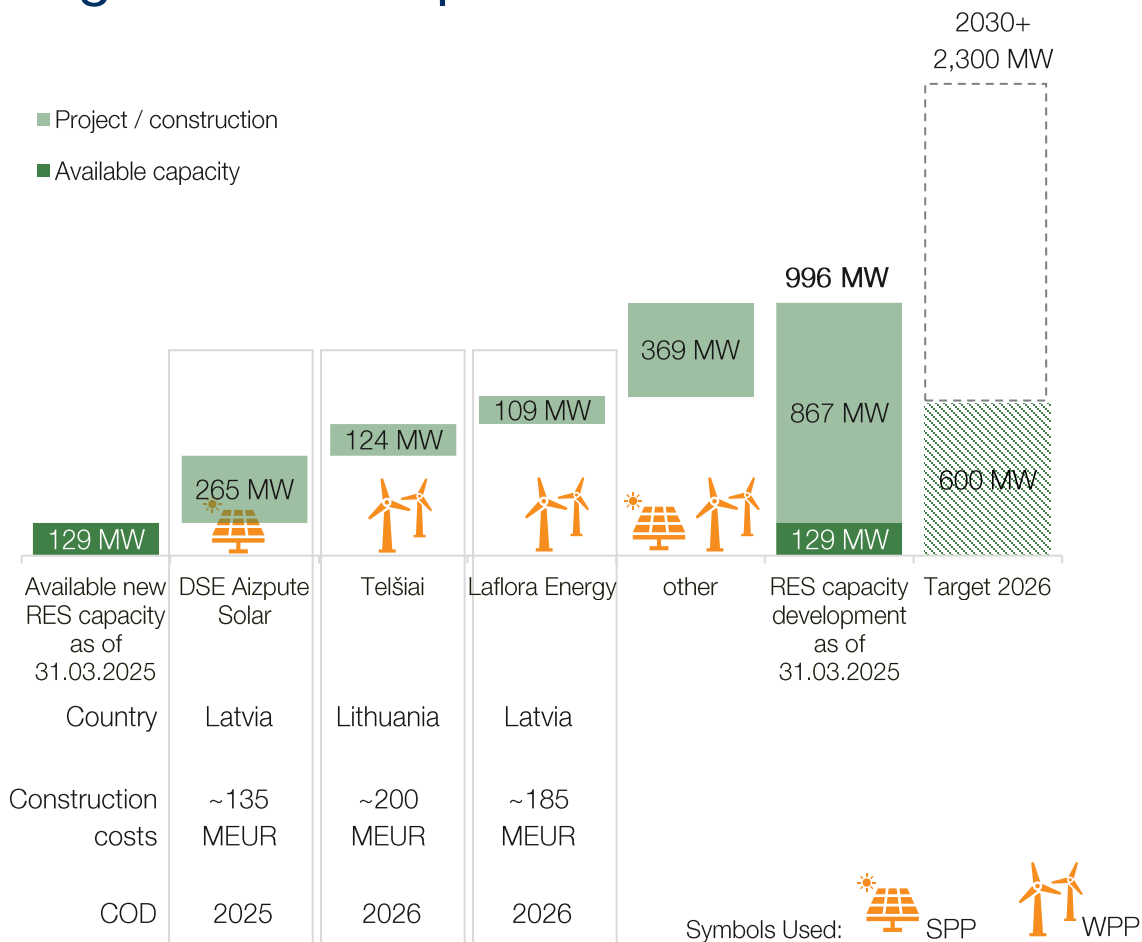 2030+
2,300 MW
Project / construction
Available capacity
996 MW
369 MW
867 MW
109 MW
124 MW
265 MW
600 MW
129 MW
129 MW
Available new
RES capacity
as of
31.03.2025
DSE Aizpute
Solar
Telšiai
Laflora Energy
other
RES capacity
development
as of
31.03.2025
Target 2026
Country
Latvia
Lithuania
Latvia
Construction
costs
~135
MEUR
~200
MEUR
~185
MEUR
COD
2025
2026
2026
Symbols Used:
SPP
WPP